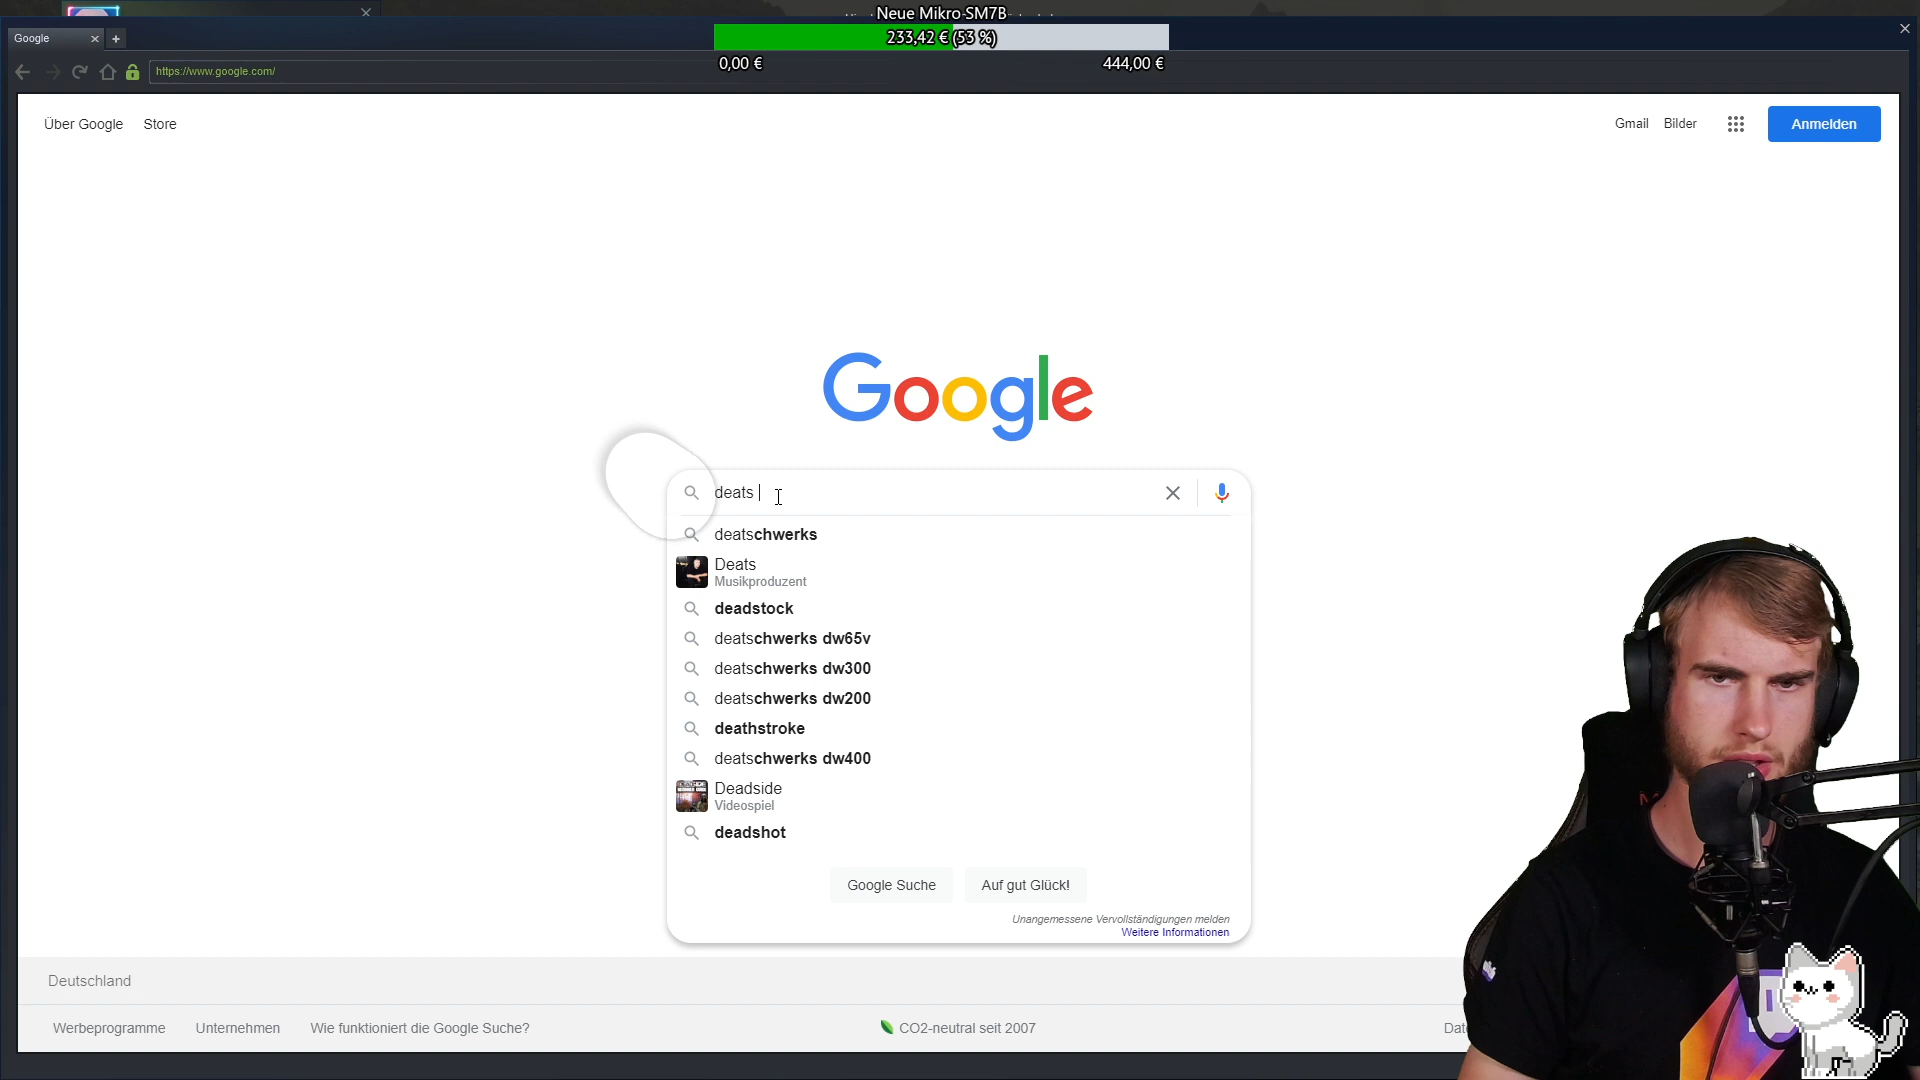 Neue Mikro SM7B
Google
233,42 € (53 %)
0,00 €
444,00 €
https://www.google.com/
Über Google
Store
Gmail
Bilder
Anmelden
Google
deats
deatschwerks
Deats
Musikproduzent
deadstock
deatschwerks dw65v
deatschwerks dw300
deatschwerks dw200
deathstroke
deatschwerks dw400
Deadside
Videospiel
deadshot
Google Suche
Auf gut Glück!
Unangemessene Vervollständigungen melden
Weitere Informationen
Deutschland
Werbeprogramme
Unternehmen
Wie funktioniert die Google Suche?
CO2-neutral seit 2007